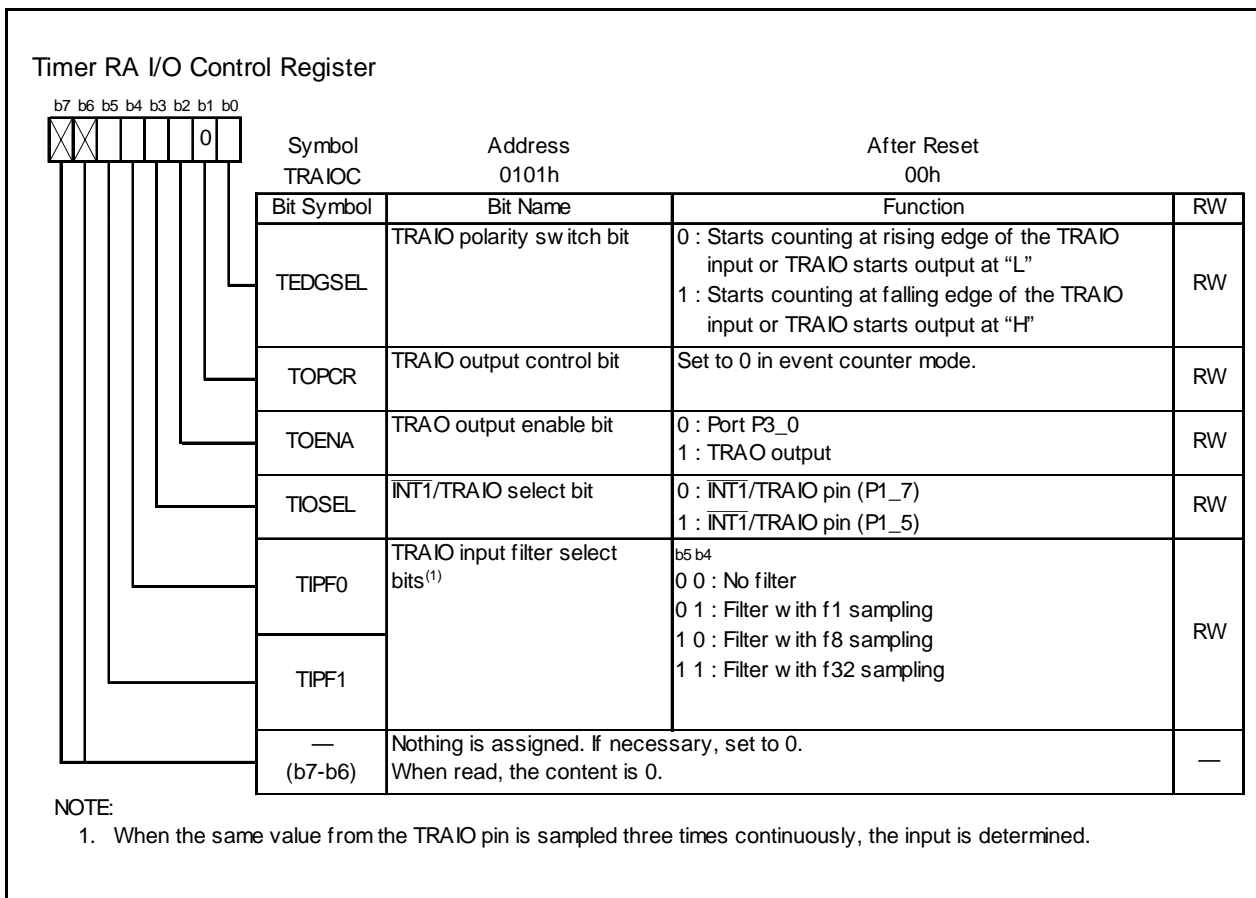 Timer RA I/O Control Register
b7 b6 b5 b4 b3 b2 b1 b0
0
Symbol Address After Reset
TRAIOC 0101h 00h
Bit Symbol Bit Name Function RW
TEDGSEL TRAIO polarity switch bit 0 : Starts counting at rising edge of the TRAIO
input or TRAIO starts output at “L”
1 : Starts counting at falling edge of the TRAIO
input or TRAIO starts output at “H”
RW
TOPCR TRAIO output control bit Set to 0 in event counter mode. RW
TOENA TRAO output enable bit 0 : Port P3_0
1 : TRAO output
RW
TIOSEL INT1/TRAIO select bit 0 : INT1/TRAIO pin (P1_7)
1 : INT1/TRAIO pin (P1_5)
RW
TIPF0 TRAIO input filter select
bits(1)
b5 b4
0 0 : No filter
0 1 : Filter with f1 sampling
1 0 : Filter with f8 sampling
1 1 : Filter with f32 sampling
RW
TIPF1
—
(b7-b6)
Nothing is assigned. If necessary, set to 0.
When read, the content is 0.
—
NOTE:
1. When the same value from the TRAIO pin is sampled three times continuously, the input is determined.